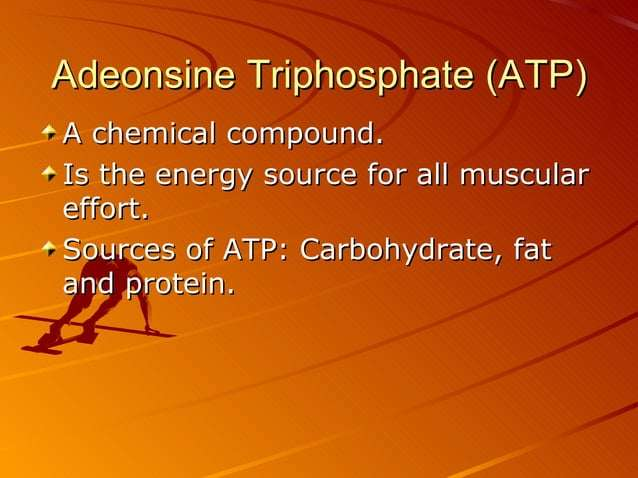 Adeonsine Triphosphate (ATP)
A chemical compound.
Is the energy source for all muscular
effort.
Sources of ATP: Carbohydrate, fat
and protein.